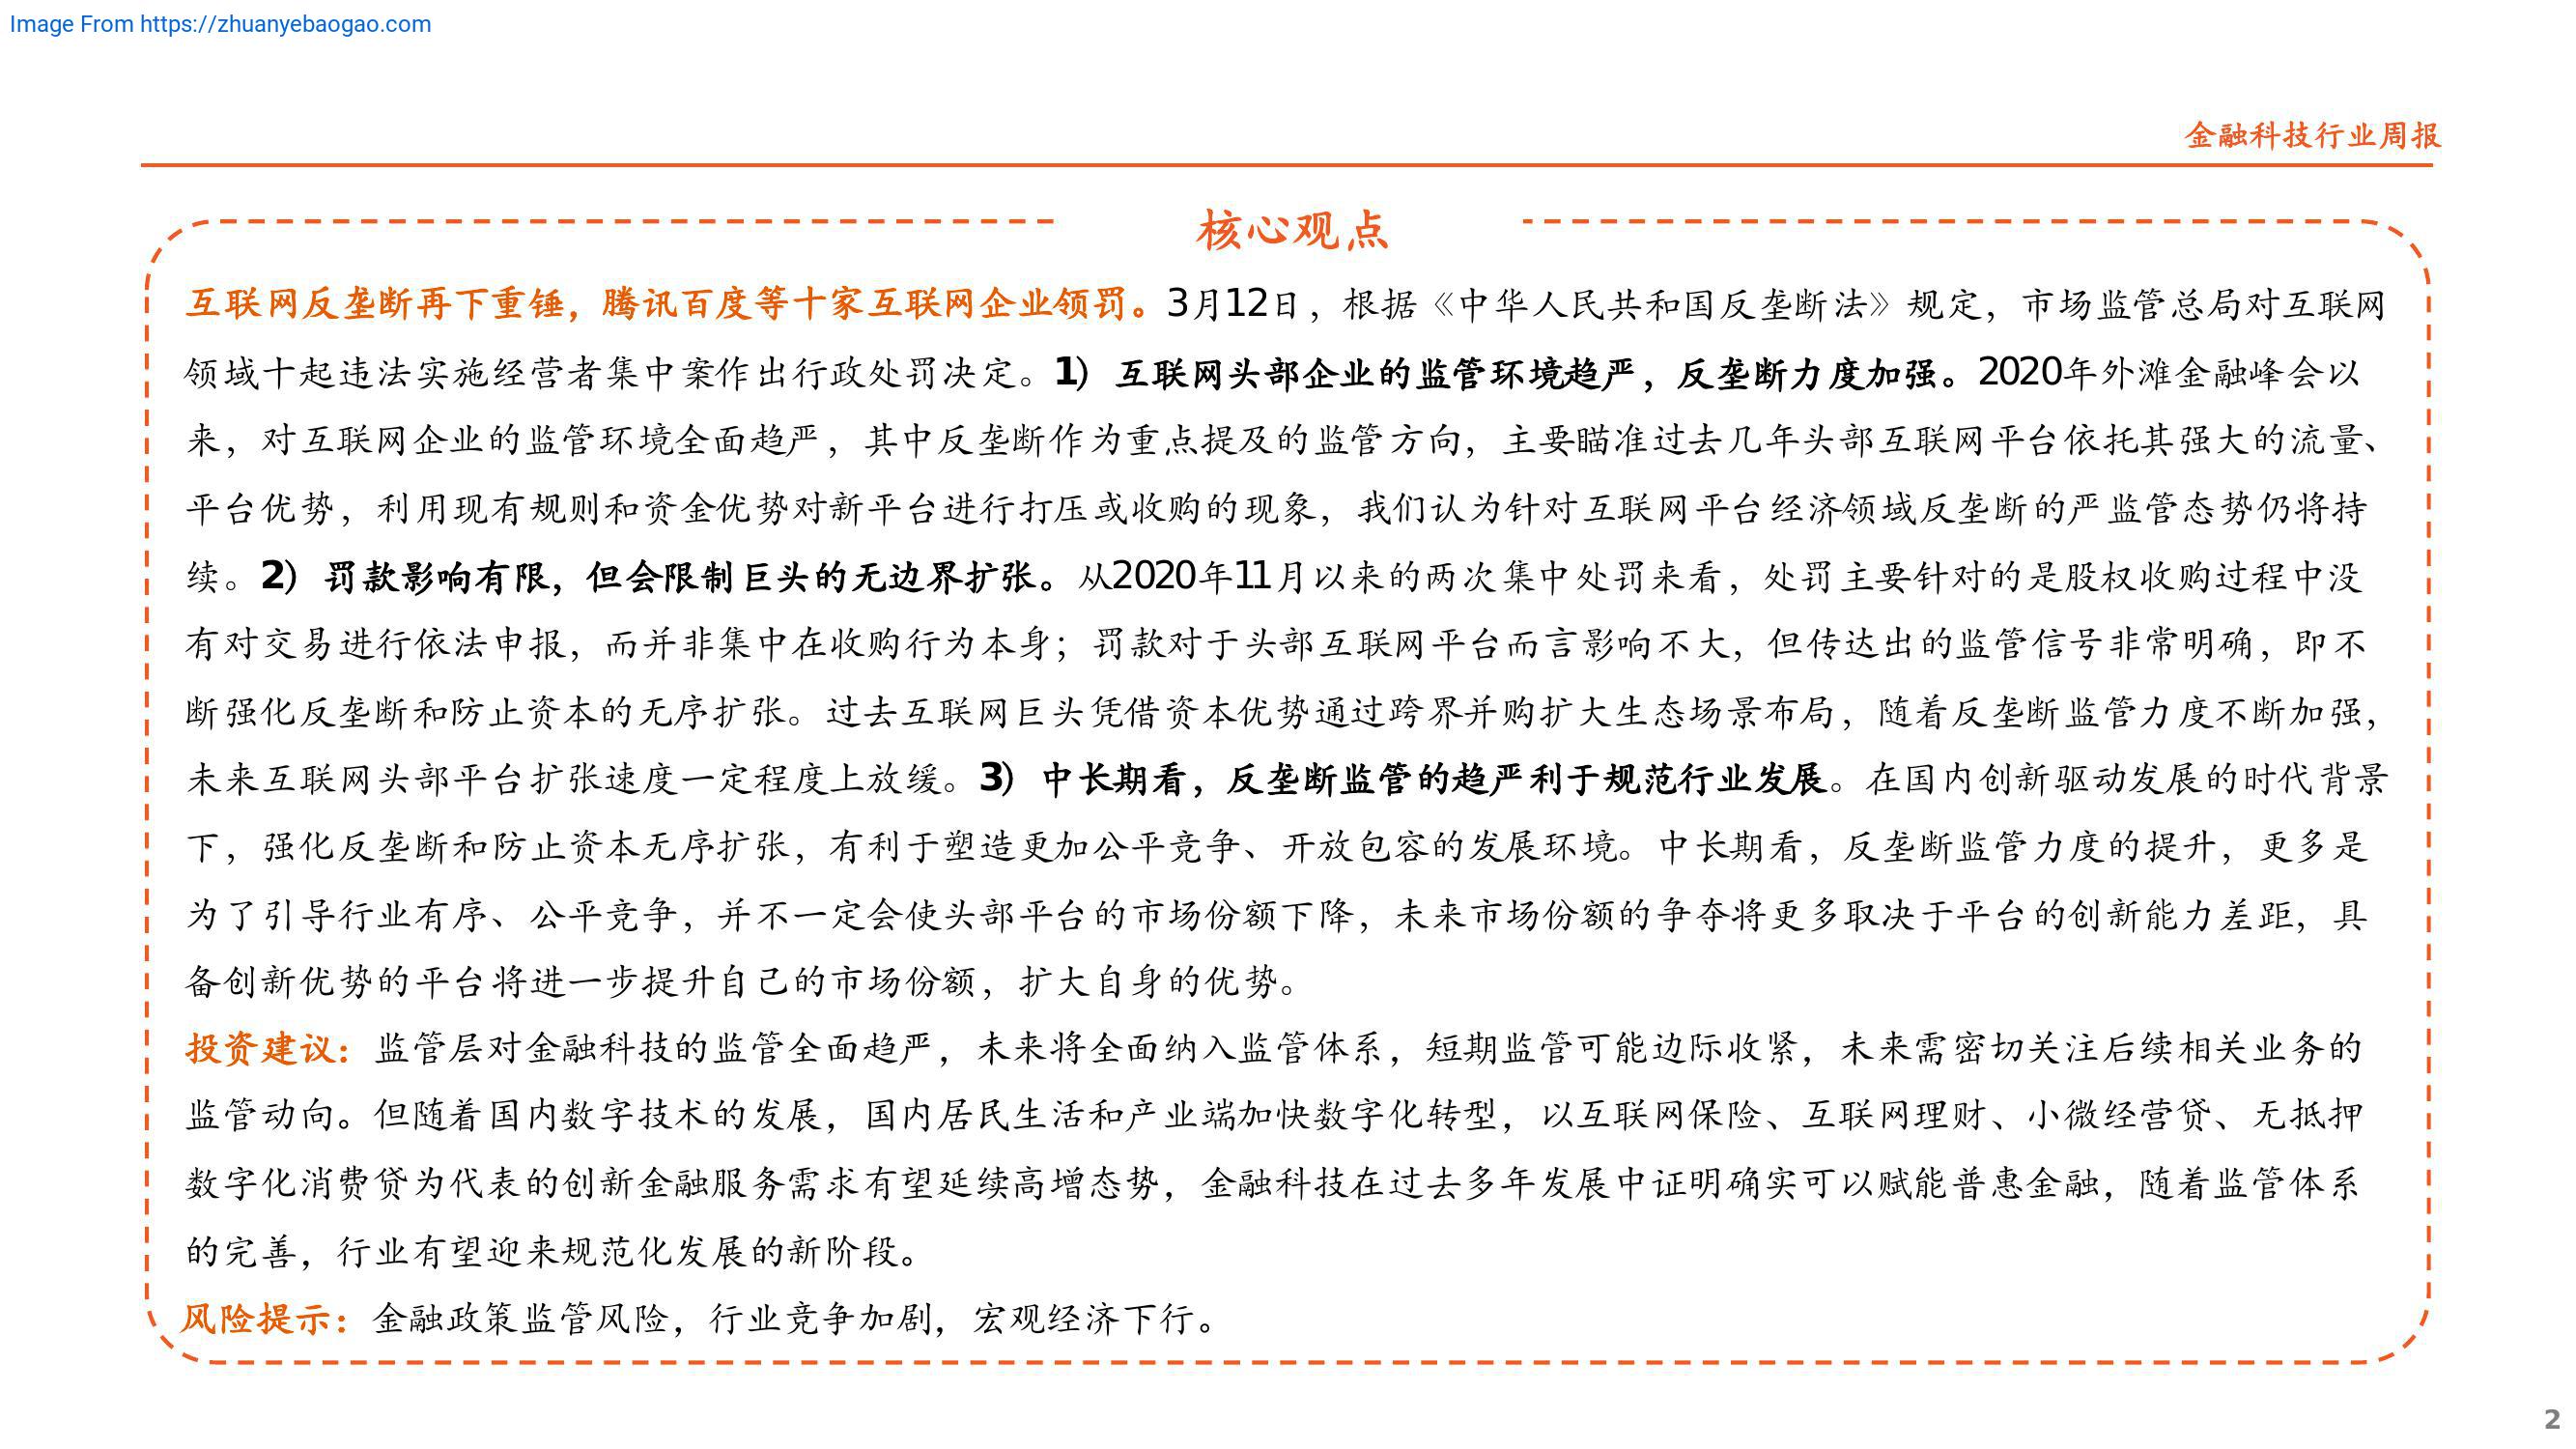 Image From https://zhuanyebaogao.com
金融科技行业周报
核心观点
互联网反垄断再下重锤，腾讯百度等十家互联网企业领罚。3月12日，根据《中华人民共和国反垄断法》规定，市场监管总局对互联网
领域十起违法实施经营者集中案作出行政处罚决定。1）互联网头部企业的监管环境趋严，反垄断力度加强。2020年外滩金融峰会以
来，对互联网企业的监管环境全面趋严，其中反垄断作为重点提及的监管方向，主要瞄准过去几年头部互联网平台依托其强大的流量、
平台优势，利用现有规则和资金优势对新平台进行打压或收购的现象，我们认为针对互联网平台经济领域反垄断的严监管态势仍将持
续。2）罚款影响有限，但会限制巨头的无边界扩张。从2020年11月以来的两次集中处罚来看，处罚主要针对的是股权收购过程中没
有对交易进行依法申报，而并非集中在收购行为本身；罚款对于头部互联网平台而言影响不大，但传达出的监管信号非常明确，即不
断强化反垄断和防止资本的无序扩张。过去互联网巨头凭借资本优势通过跨界并购扩大生态场景布局，随着反垄断监管力度不断加强，
未来互联网头部平台扩张速度一定程度上放缓。3）中长期看，反垄断监管的趋严利于规范行业发展。在国内创新驱动发展的时代背景
下，强化反垄断和防止资本无序扩张，有利于塑造更加公平竞争、开放包容的发展环境。中长期看，反垄断监管力度的提升，更多是
为了引导行业有序、公平竞争，并不一定会使头部平台的市场份额下降，未来市场份额的争夺将更多取决于平台的创新能力差距，具
备创新优势的平台将进一步提升自己的市场份额，扩大自身的优势。
投资建议：监管层对金融科技的监管全面趋严，未来将全面纳入监管体系，短期监管可能边际收紧，未来需密切关注后续相关业务的
监管动向。但随着国内数字技术的发展，国内居民生活和产业端加快数字化转型，以互联网保险、互联网理财、小微经营贷、无抵押
数字化消费贷为代表的创新金融服务需求有望延续高增态势，金融科技在过去多年发展中证明确实可以赋能普惠金融，随着监管体系
的完善，行业有望迎来规范化发展的新阶段。
风险提示：金融政策监管风险，行业竞争加剧，宏观经济下行。
2